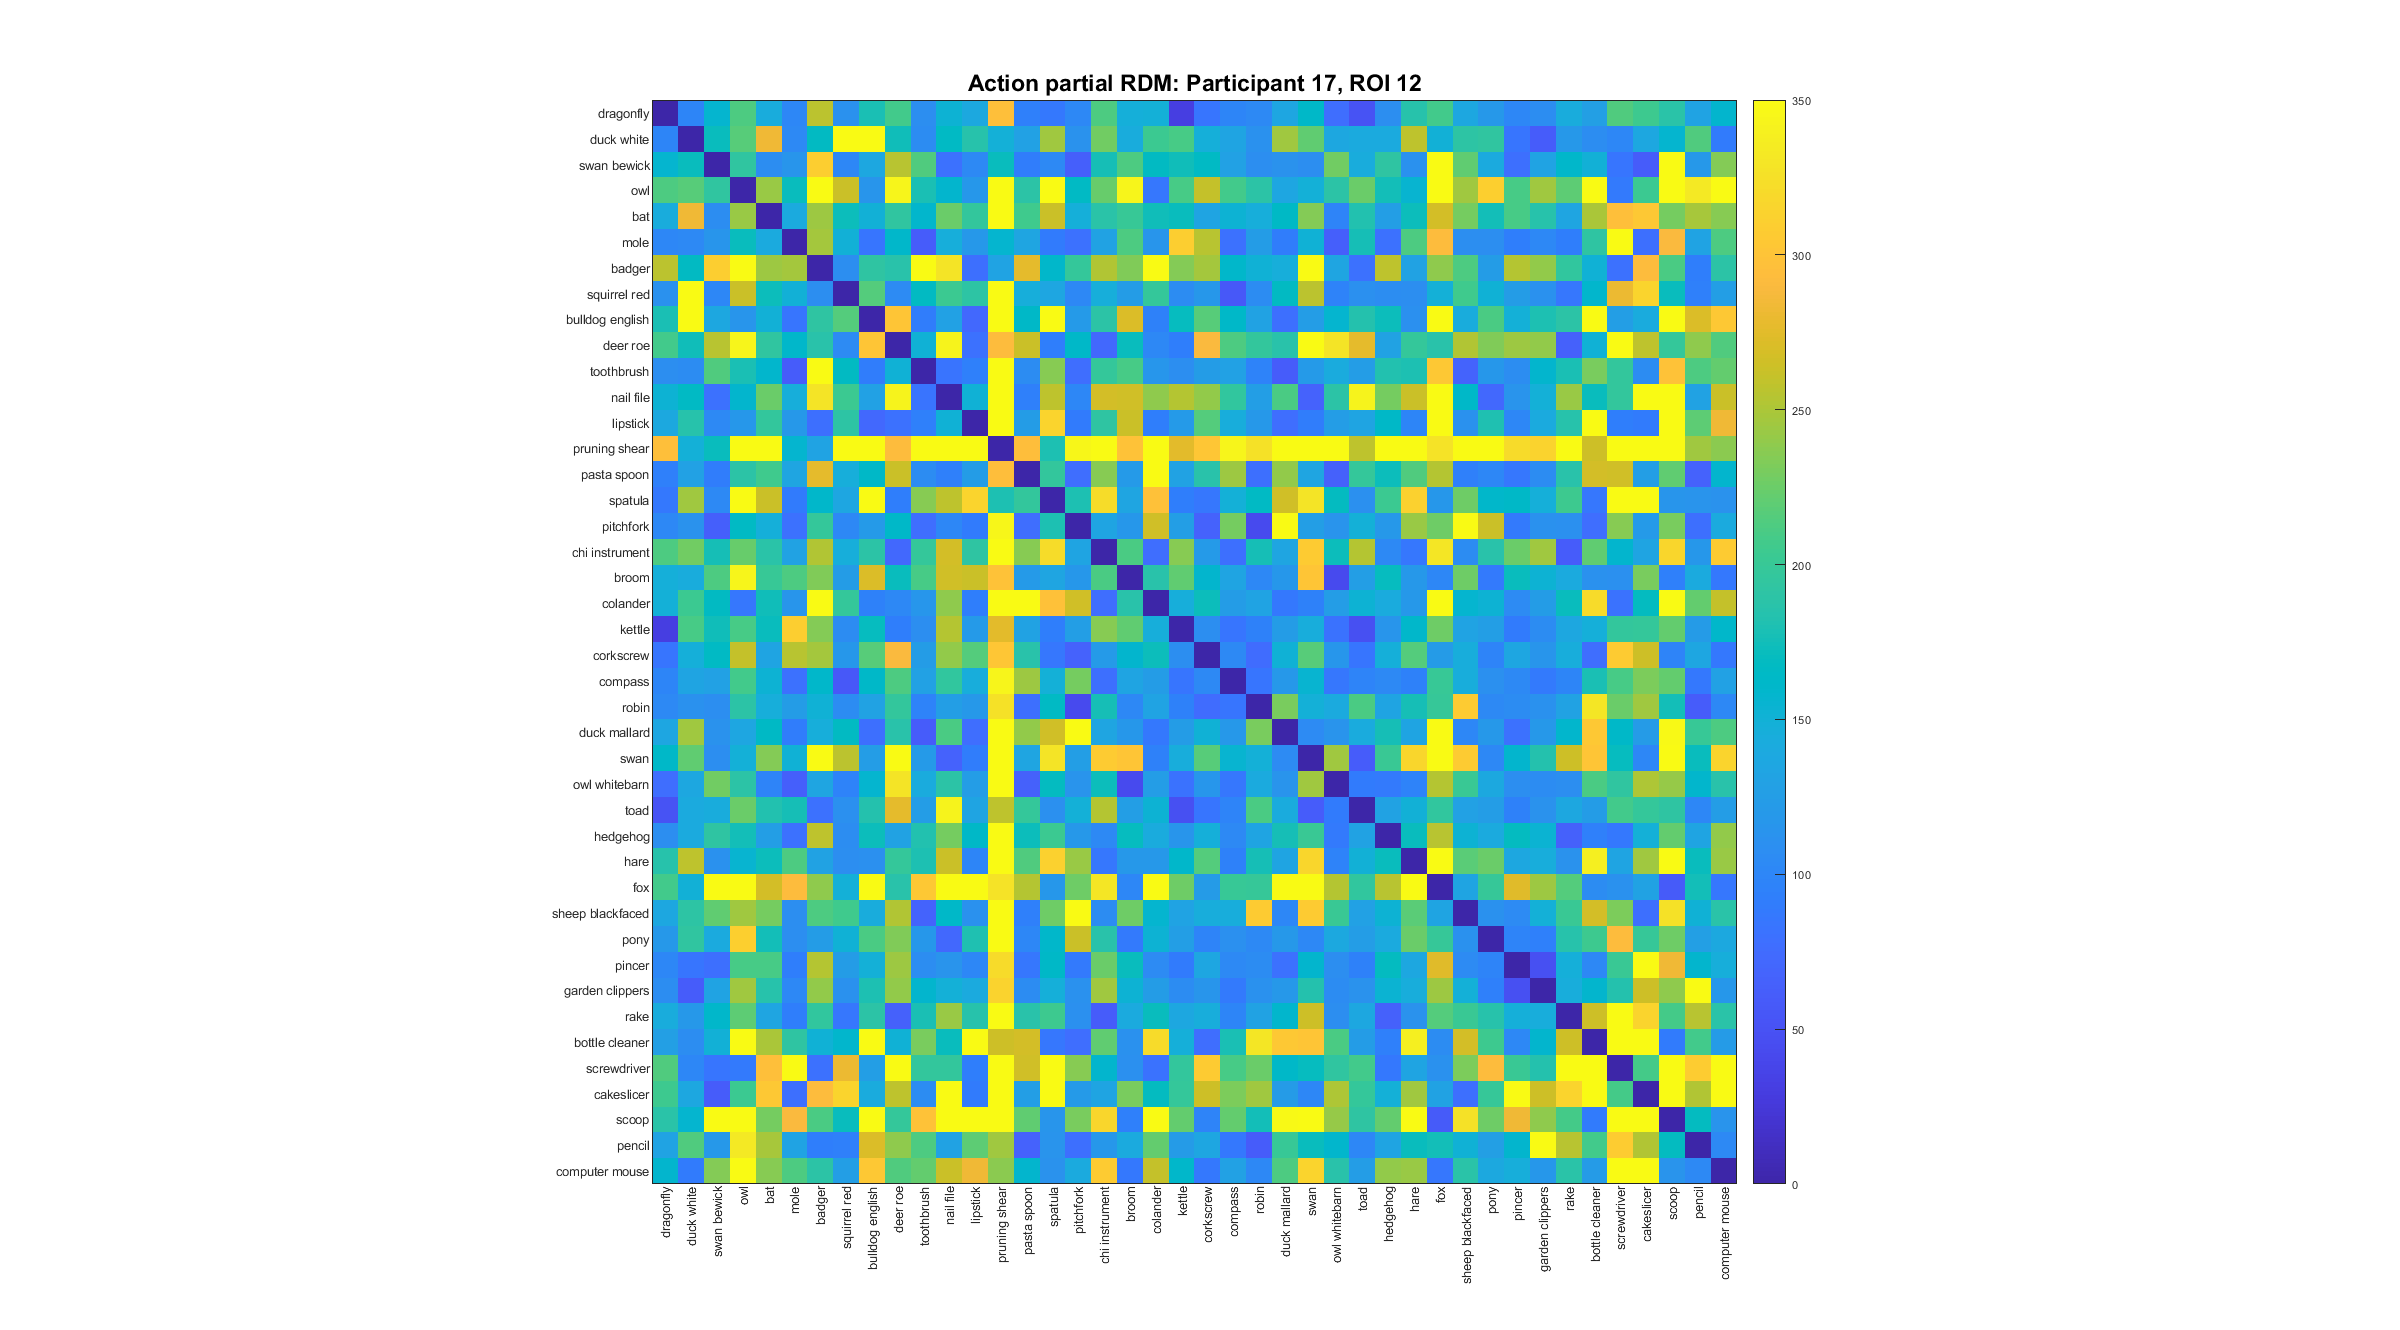 Action partial RDM: Participant 17, ROI 12
dragonfly
duck white
swan bewick
owl
bat
mole
badger
squirrel red
bulldog english
deer roe
toothbrush
nail file
lipstick
pruning shear
pasta spoon
spatula
pitchfork
chi instrument
broom
colander
kettle
corkscrew
compass
robin
duck mallard
swan
owl whitebarn
toad
hedgehog
hare
fox
sheep blackfaced
pony
pincer
garden clippers
rake
bottle cleaner
screwdriver
cakeslicer
scoop
pencil
computer mouse
dragonfly
duck white
swan bewick
owl
bat
mole
badger
squirrel red
bulldog english
deer roe
toothbrush
nail file
lipstick
pruning shear
pasta spoon
spatula
pitchfork
chi instrument
broom
colander
kettle
corkscrew
compass
robin
duck mallard
swan
owl whitebarn
toad
hedgehog
hare
fox
sheep blackfaced
pony
pincer
garden clippers
rake
bottle cleaner
screwdriver
cakeslicer
scoop
pencil
computer mouse
350
300
250
200
150
100
50
0